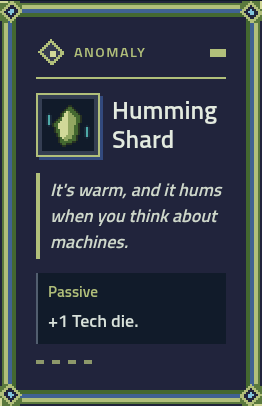 ANOMALY
Humming
Shard
It's warm, and it hums
when you think about
machines.
Passive
+1 Tech die.